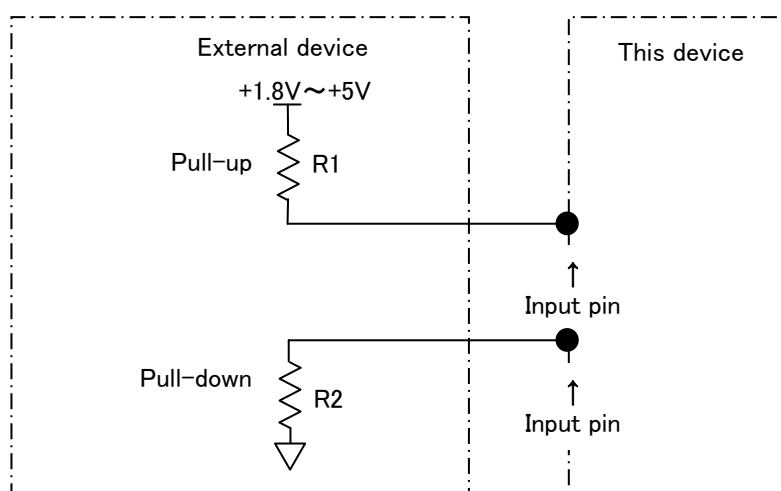 External device
This device
+1.8V～+5V
Pull-up
R1
Input pin
Pull-down
R2
Input pin